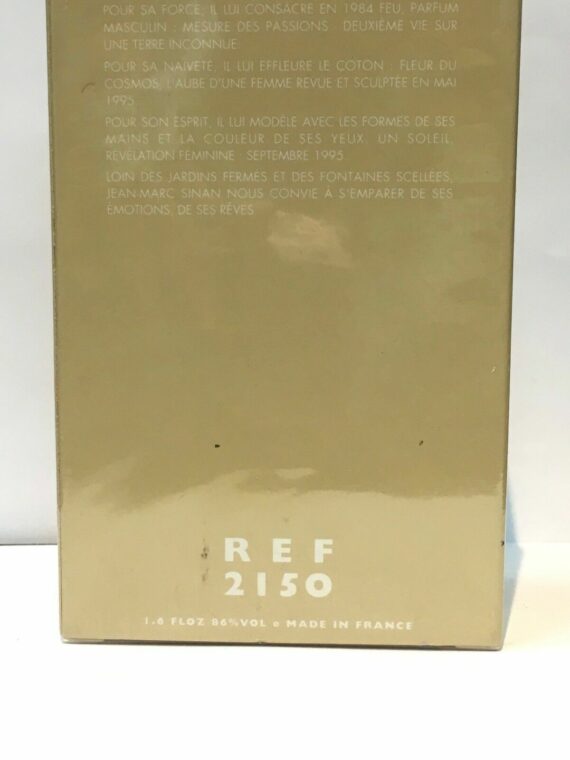 POUR SA FORCE, IL LUI CONSACRE EN 1984 FEU, PARFUM
MASCULIN : MESURE DES PASSIONS - DEUXIÈME VIE SUR
UNE TERRE INCONNUE.
POUR SA NAIVETÉ, IL LUI EFFLEURE LE COTON : FLEUR DU
COSMOS, L'AUBE D'UNE FEMME REVUE ET SCULPTÉE EN MAI
1995.
POUR SON ESPRIT, IL LUI MODÈLE AVEC LES FORMES DE SES
MAINS ET LA COULEUR DE SES YEUX, UN SOLEIL,
RÉVÉLATION FÉMININE - SEPTEMBRE 1995.
LOIN DES JARDINS FERMÉS ET DES FONTAINES SCELLÉES,
JEAN-MARC SINAN NOUS CONVIE À S'EMPARER DE SES
ÉMOTIONS, DE SES RÊVES.
REF
2150
1.6 FLOZ 86%VOL e MADE IN FRANCE